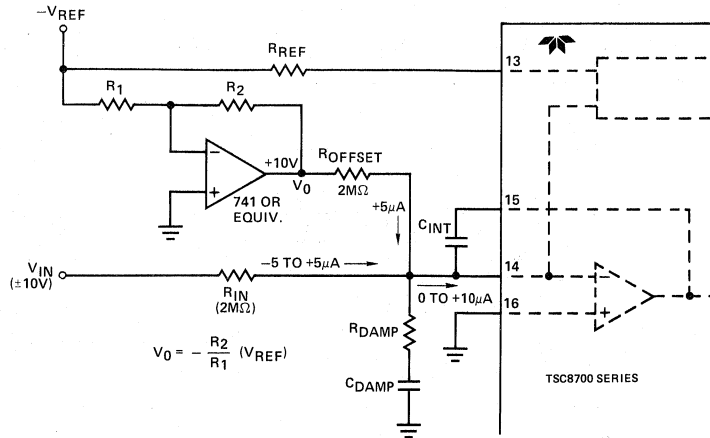 −VREF
RREF
13
R1
R2
+10V
V0
ROFFSET
2MΩ
−
+
741 OR
EQUIV.
+5µA
CINT
15
VIN
(±10V)
−5 TO +5µA
RIN
(2MΩ)
14
0 TO +10µA
16
−
+
RDAMP
CDAMP
V0 = − R2/R1 (VREF)
TSC8700 SERIES